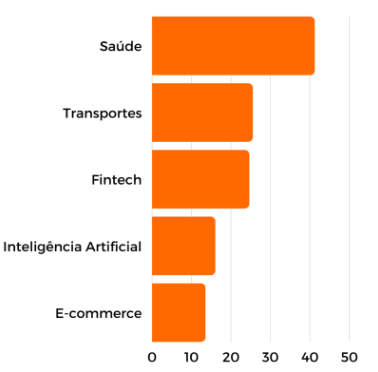 Saúde
Transportes
Fintech
Inteligência Artificial
E-commerce
0 10 20 30 40 50